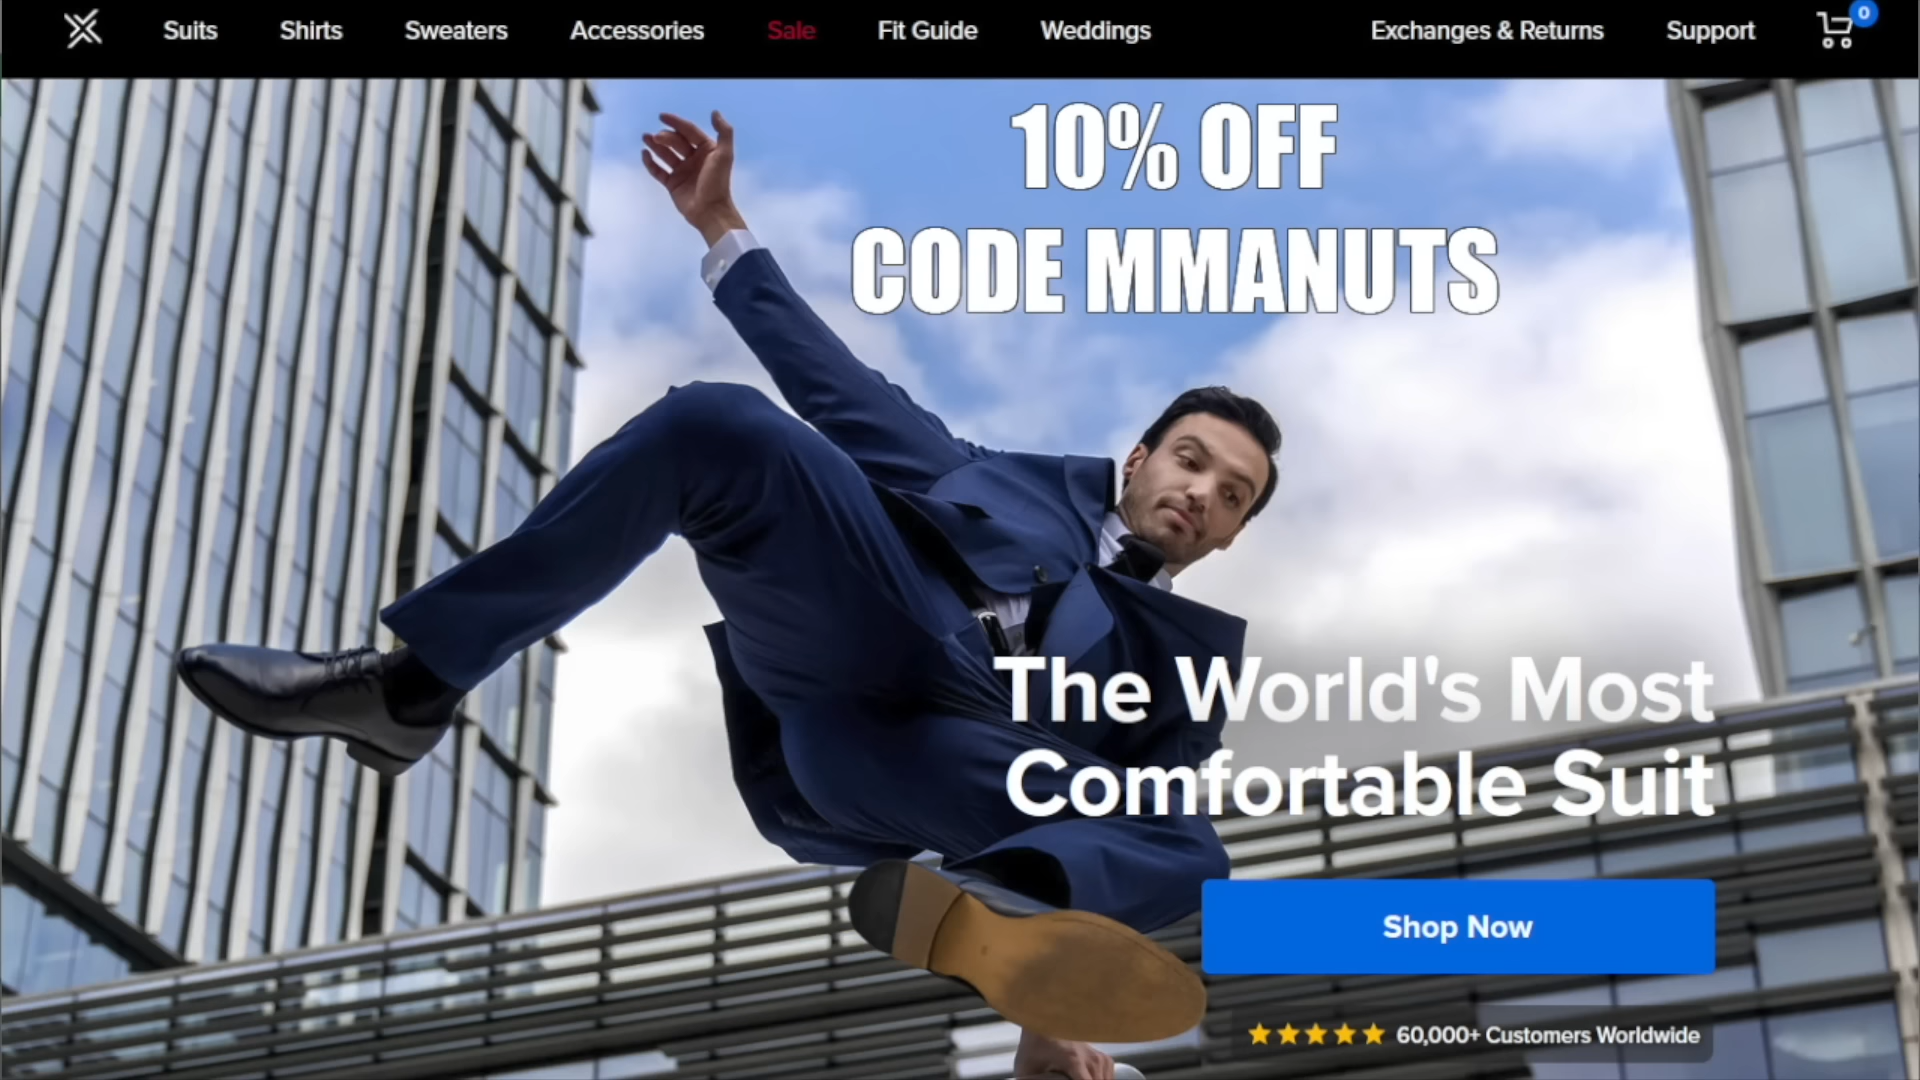 Suits Shirts Sweaters Accessories Sale Fit Guide Weddings Exchanges & Returns Support 0
10% OFF
CODE MMANUTS
The World's Most
Comfortable Suit
Shop Now
60,000+ Customers Worldwide